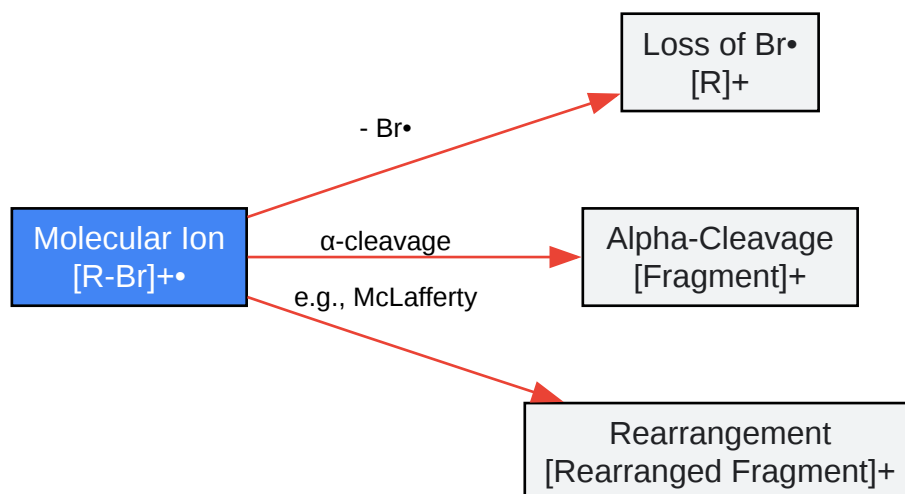 Loss of Br•
[R]+
- Br•
Molecular Ion
[R-Br]+•
α-cleavage
Alpha-Cleavage
[Fragment]+
e.g., McLafferty
Rearrangement
[Rearranged Fragment]+